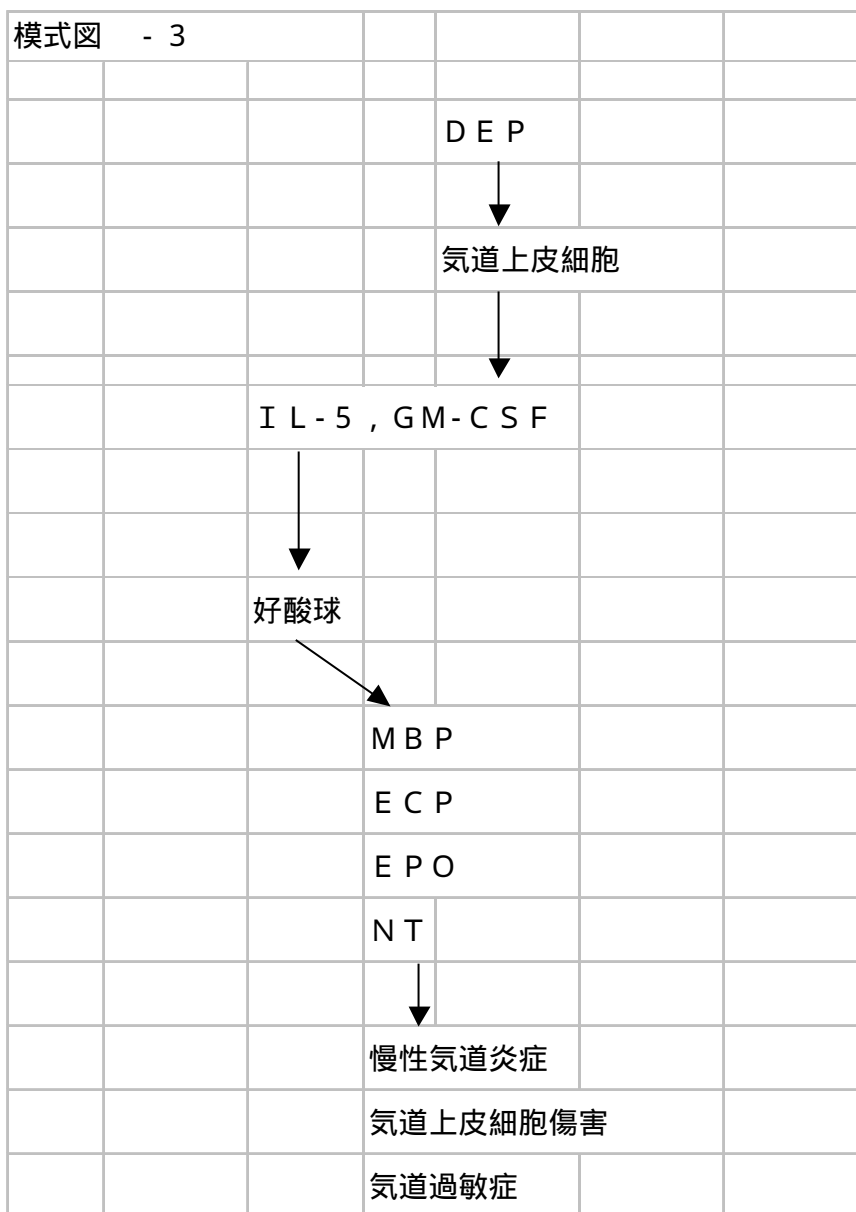 模式図 - 3
DEP
気道上皮細胞
IL-5,GM-CSF
好酸球
MBP
ECP
EPO
NT
慢性気道炎症
気道上皮細胞傷害
気道過敏症